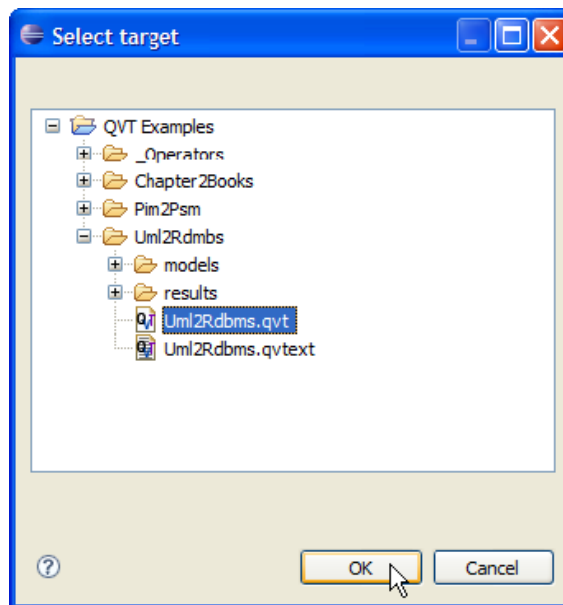 Select target
QVT Examples
_Operators
Chapter2Books
Pim2Psm
Uml2Rdmbs
models
results
Uml2Rdbms.qvt
Uml2Rdbms.qvtext
OK
Cancel